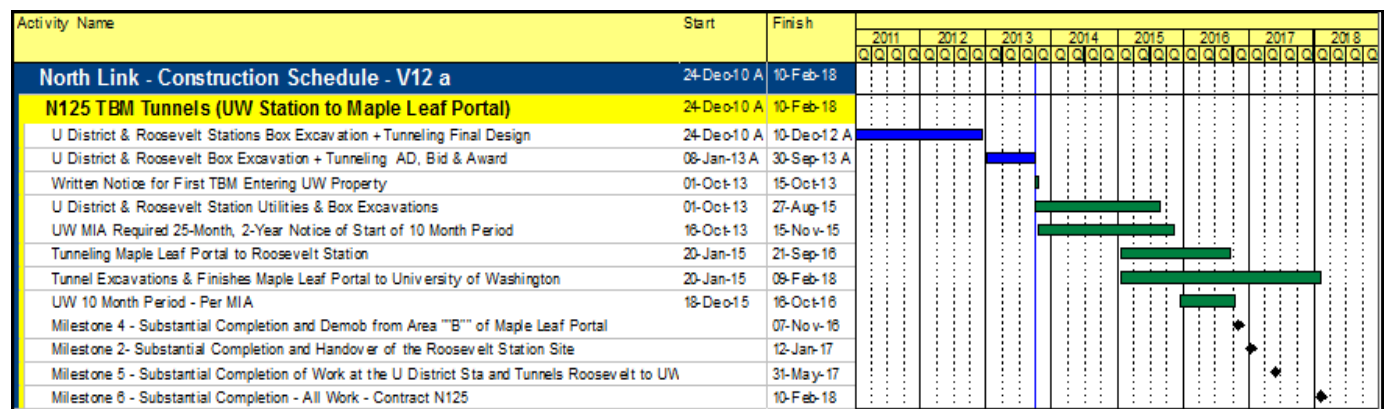 Activity Name Start Finish
2011 2012 2013 2014 2015 2016 2017 2018
Q Q Q Q Q Q Q Q Q Q Q Q Q Q Q Q Q Q Q Q Q Q Q Q Q Q Q Q Q Q Q Q
North Link - Construction Schedule - V12 a 24-Dec-10 A 10-Feb-18
N125 TBM Tunnels (UW Station to Maple Leaf Portal) 24-Dec-10 A 10-Feb-18
U District & Roosevelt Stations Box Excavation + Tunneling Final Design 24-Dec-10 A 10-Dec-12 A
U District & Roosevelt Box Excavation + Tunneling AD, Bid & Award 08-Jan-13 A 30-Sep-13 A
Written Notice for First TBM Entering UW Property 01-Oct-13 15-Oct-13
U District & Roosevelt Station Utilities & Box Excavations 01-Oct-13 27-Aug-15
UW MIA Required 25-Month, 2-Year Notice of Start of 10 Month Period 16-Oct-13 15-Nov-15
Tunneling Maple Leaf Portal to Roosevelt Station 20-Jan-15 21-Sep-16
Tunnel Excavations & Finishes Maple Leaf Portal to University of Washington 20-Jan-15 09-Feb-18
UW 10 Month Period - Per MIA 18-Dec-15 16-Oct-16
Milestone 4 - Substantial Completion and Demob from Area ""B"" of Maple Leaf Portal 07-Nov-16
Milestone 2- Substantial Completion and Handover of the Roosevelt Station Site 12-Jan-17
Milestone 5 - Substantial Completion of Work at the U District Sta and Tunnels Roosevelt to UW 31-May-17
Milestone 6 - Substantial Completion - All Work - Contract N125 10-Feb-18